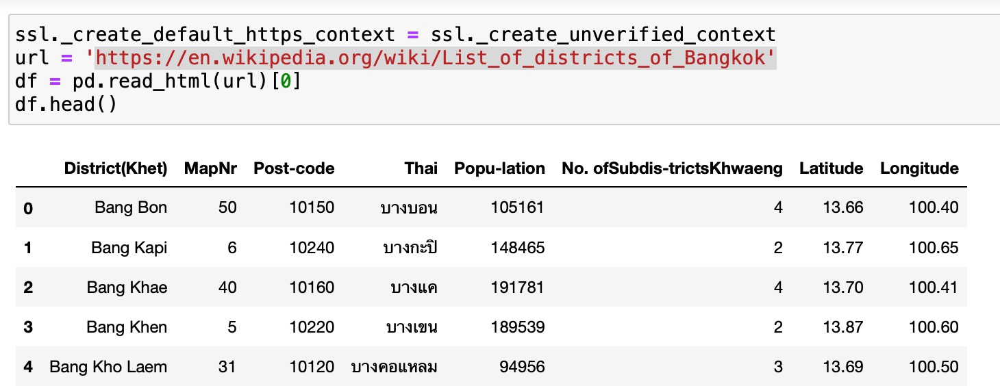 ssl._create_default_https_context = ssl._create_unverified_context
url = 'https://en.wikipedia.org/wiki/List_of_districts_of_Bangkok'
df = pd.read_html(url)[0]
df.head()
District(Khet) MapNr Post-code Thai Popu-lation No. ofSubdis-trictsKhwaeng Latitude Longitude
0 Bang Bon 50 10150 บางบอน 105161 4 13.66 100.40
1 Bang Kapi 6 10240 บางกะปิ 148465 2 13.77 100.65
2 Bang Khae 40 10160 บางแค 191781 4 13.70 100.41
3 Bang Khen 5 10220 บางเขน 189539 2 13.87 100.60
4 Bang Kho Laem 31 10120 บางคอแหลม 94956 3 13.69 100.50